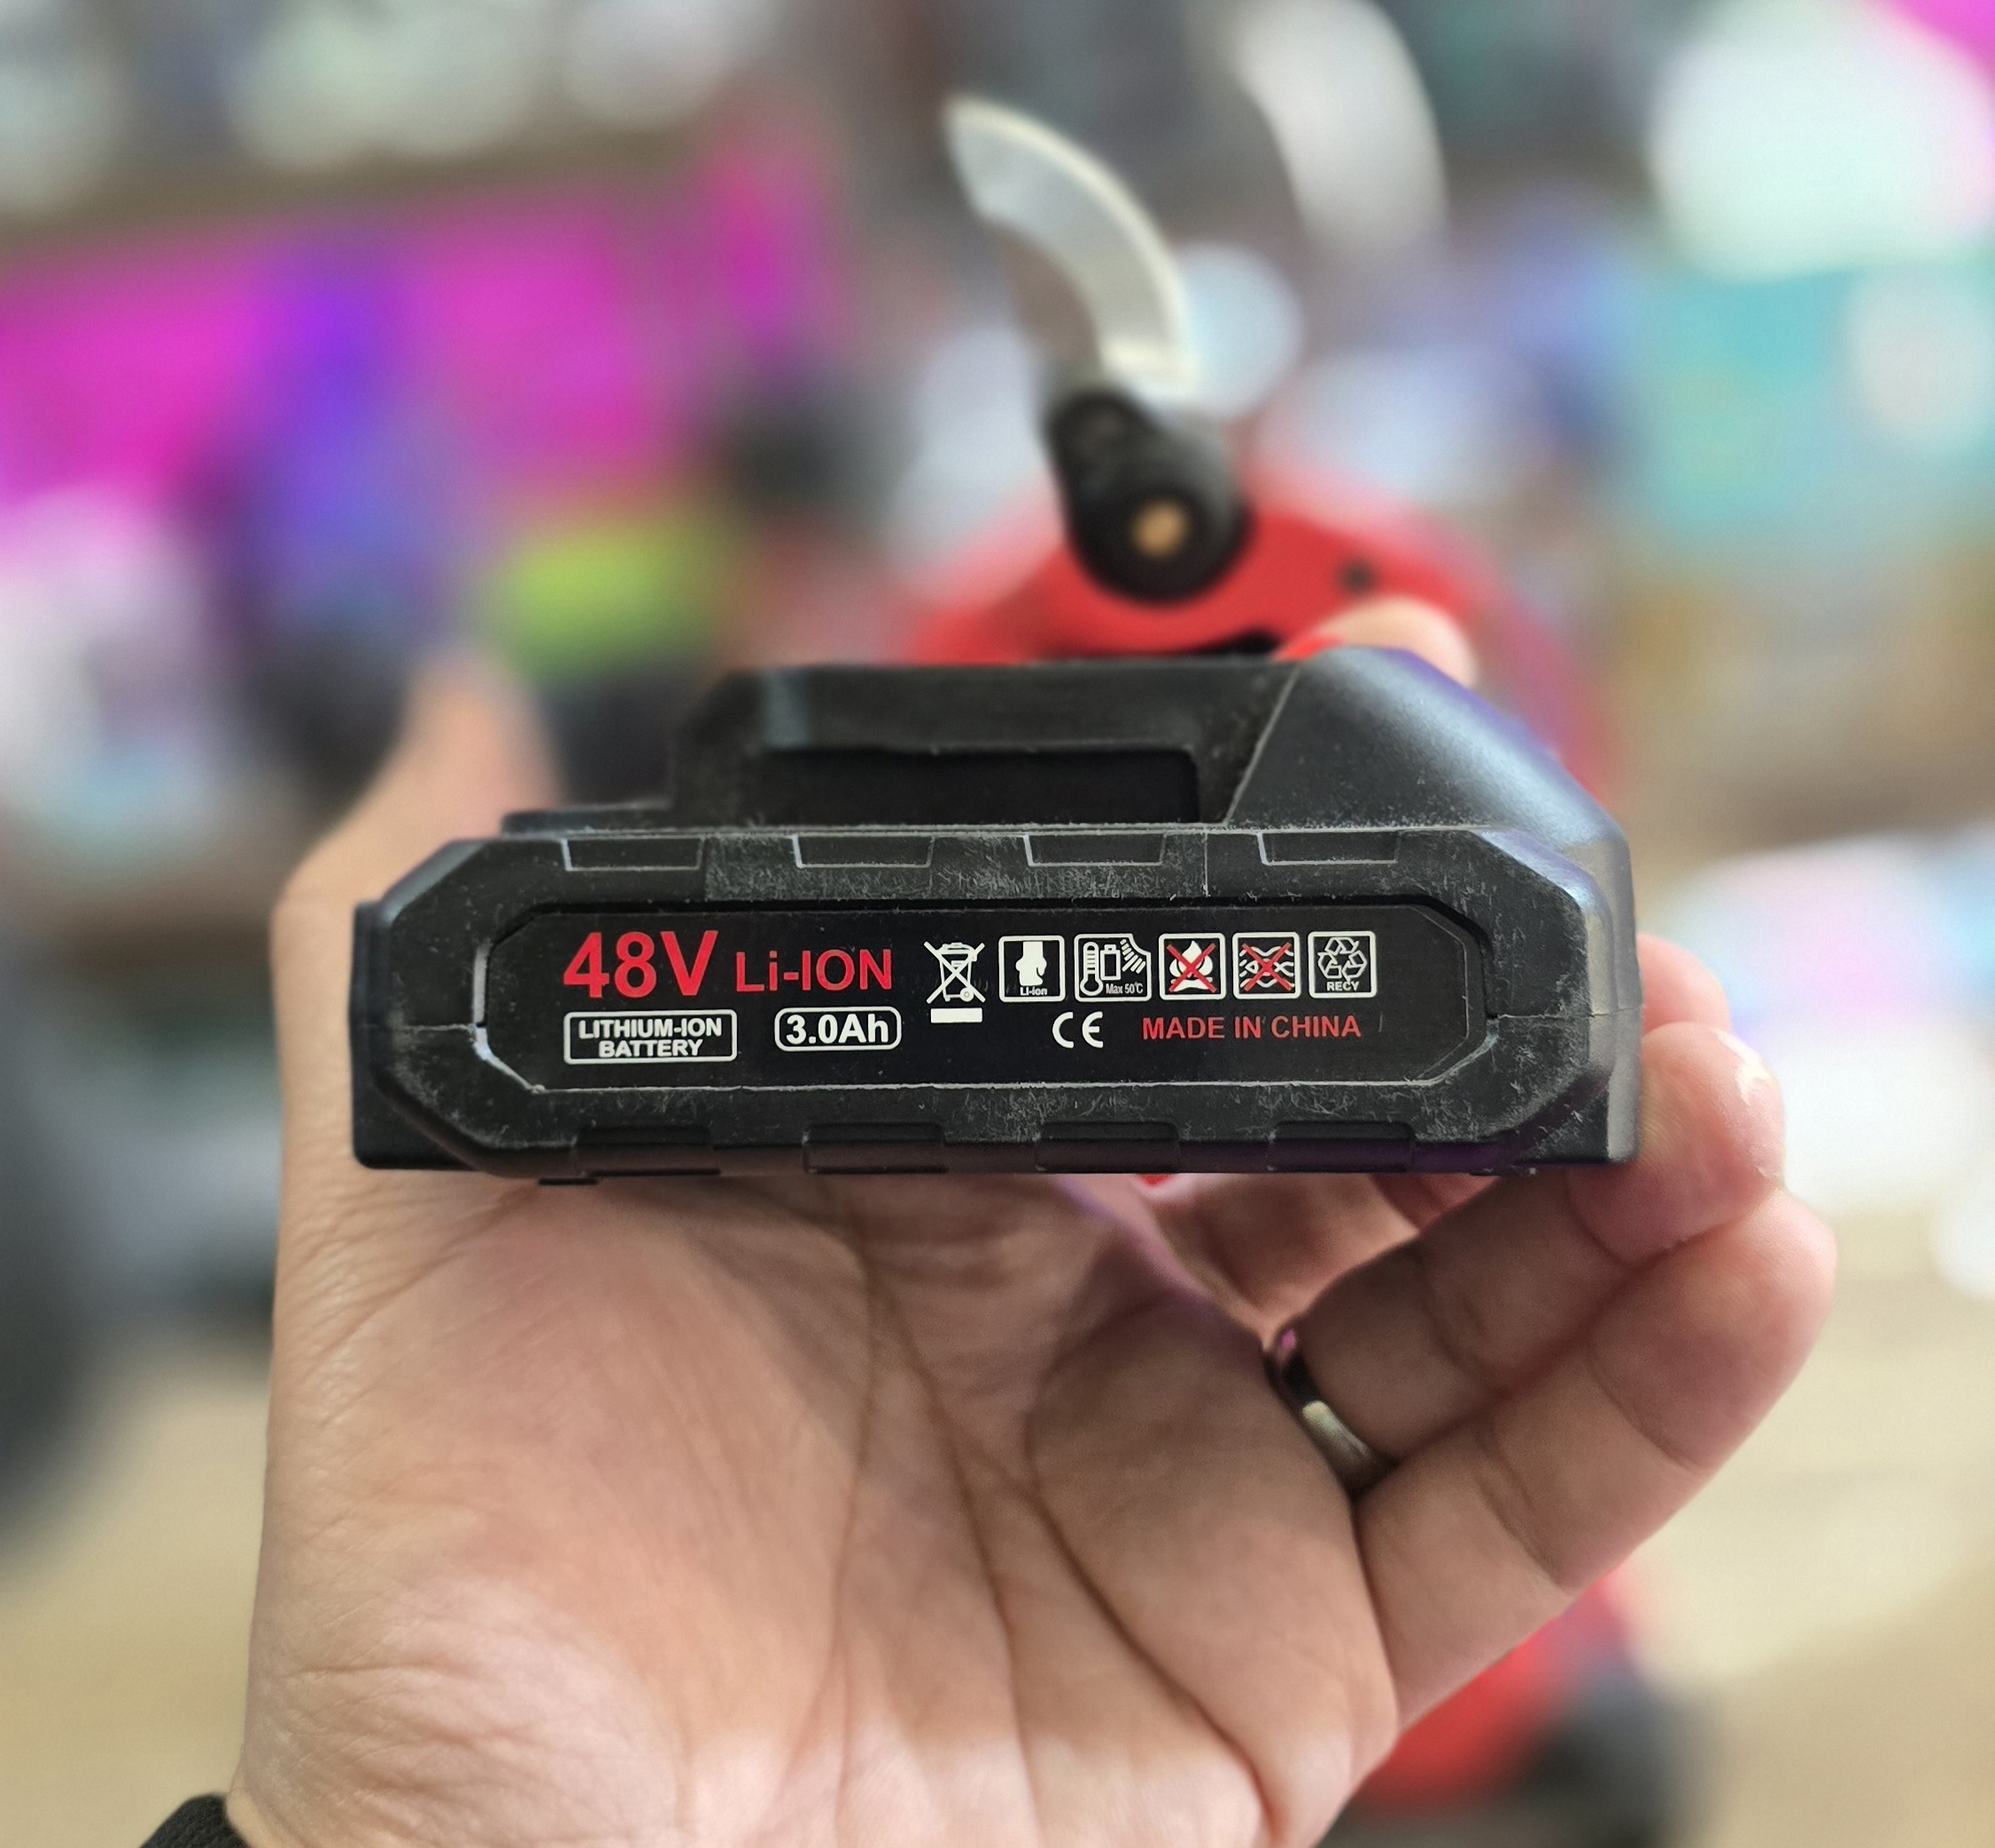 48V Li-ION
LITHIUM-ION
BATTERY
3.0Ah
Li-ion
Max 50℃
RECY
CE MADE IN CHINA